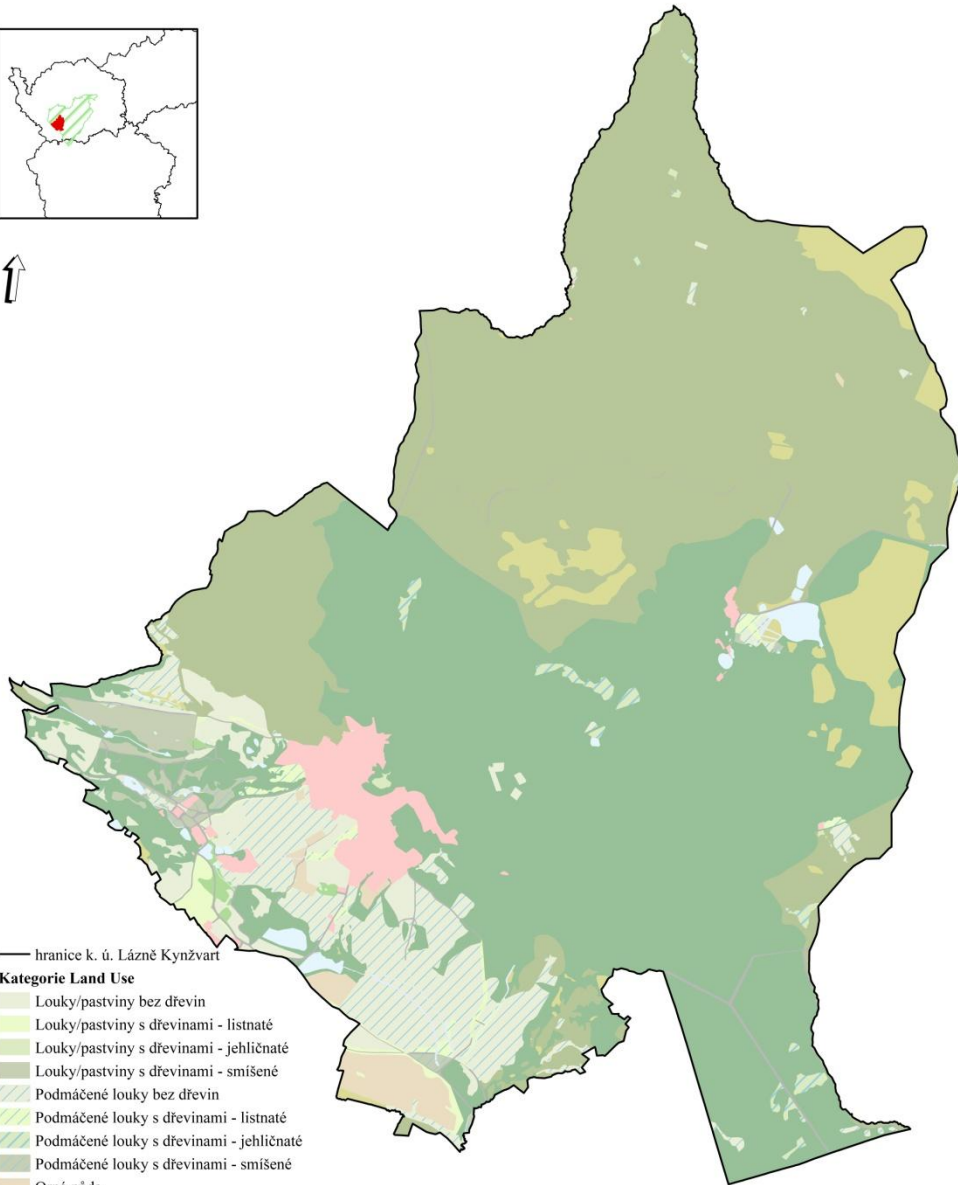 hranice k. ú. Lázně Kynžvart
Kategorie Land Use
Louky/pastviny bez dřevin
Louky/pastviny s dřevinami - listnaté
Louky/pastviny s dřevinami - jehličnaté
Louky/pastviny s dřevinami - smíšené
Podmáčené louky bez dřevin
Podmáčené louky s dřevinami - listnaté
Podmáčené louky s dřevinami - jehličnaté
Podmáčené louky s dřevinami - smíšené